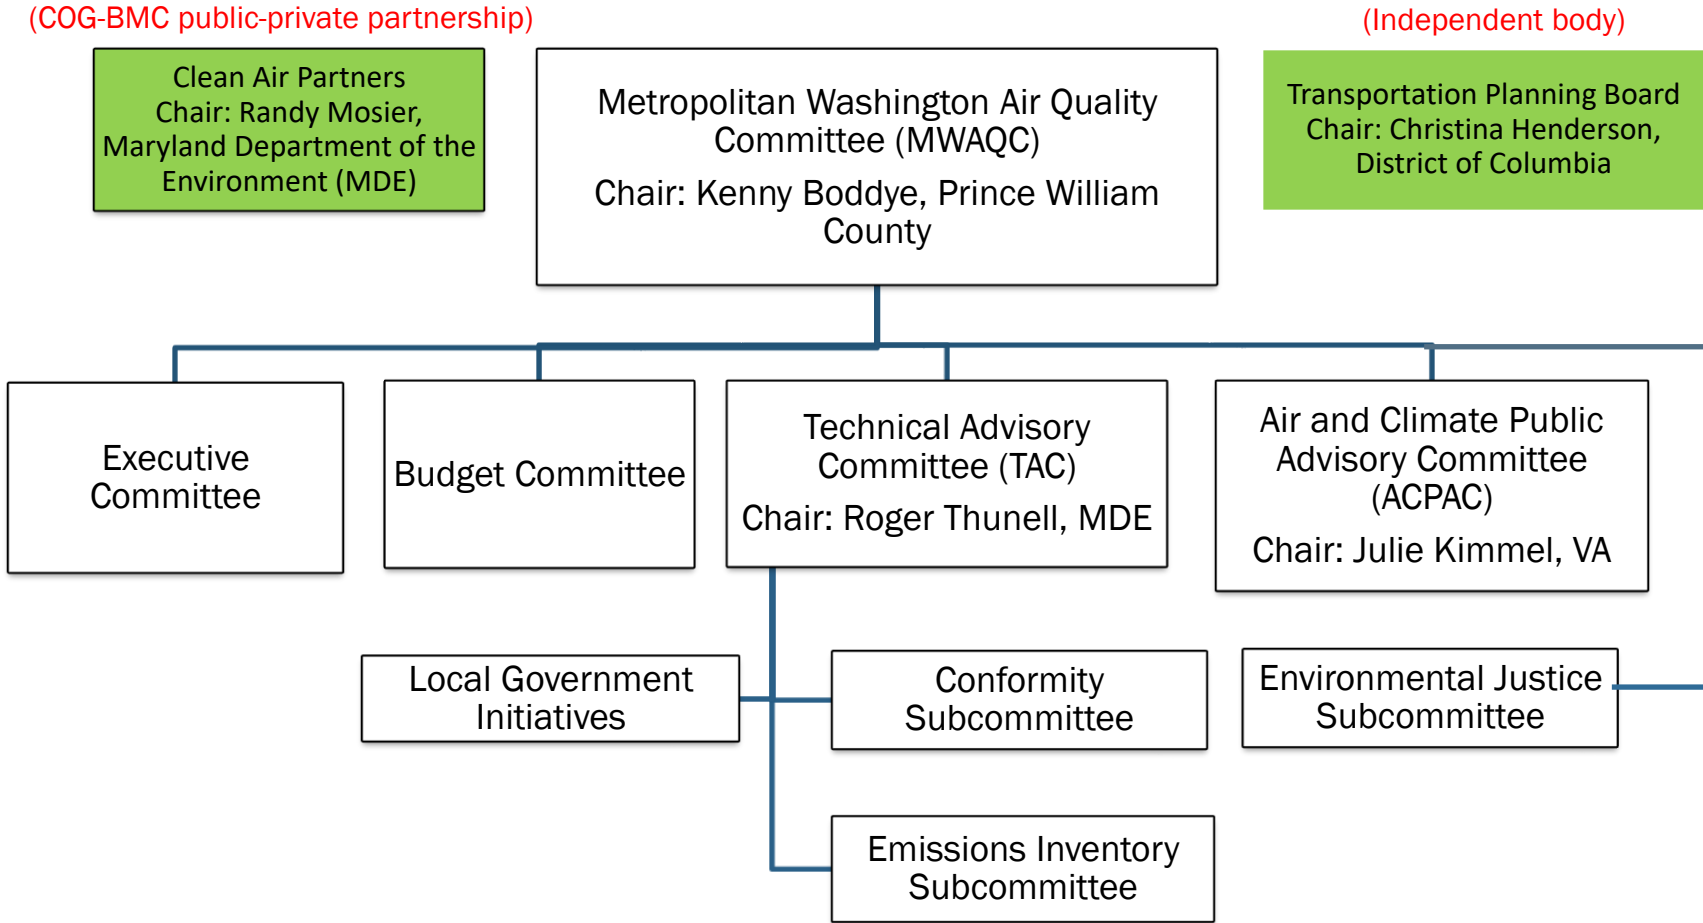 (COG-BMC public-private partnership)
(Independent body)
Clean Air Partners
Chair: Randy Mosier,
Maryland Department of the
Environment (MDE)
Metropolitan Washington Air Quality
Committee (MWAQC)
Chair: Kenny Boddye, Prince William
County
Transportation Planning Board
Chair: Christina Henderson,
District of Columbia
Executive
Committee
Budget Committee
Technical Advisory
Committee (TAC)
Chair: Roger Thunell, MDE
Air and Climate Public
Advisory Committee
(ACPAC)
Chair: Julie Kimmel, VA
Local Government
Initiatives
Conformity
Subcommittee
Environmental Justice
Subcommittee
Emissions Inventory
Subcommittee